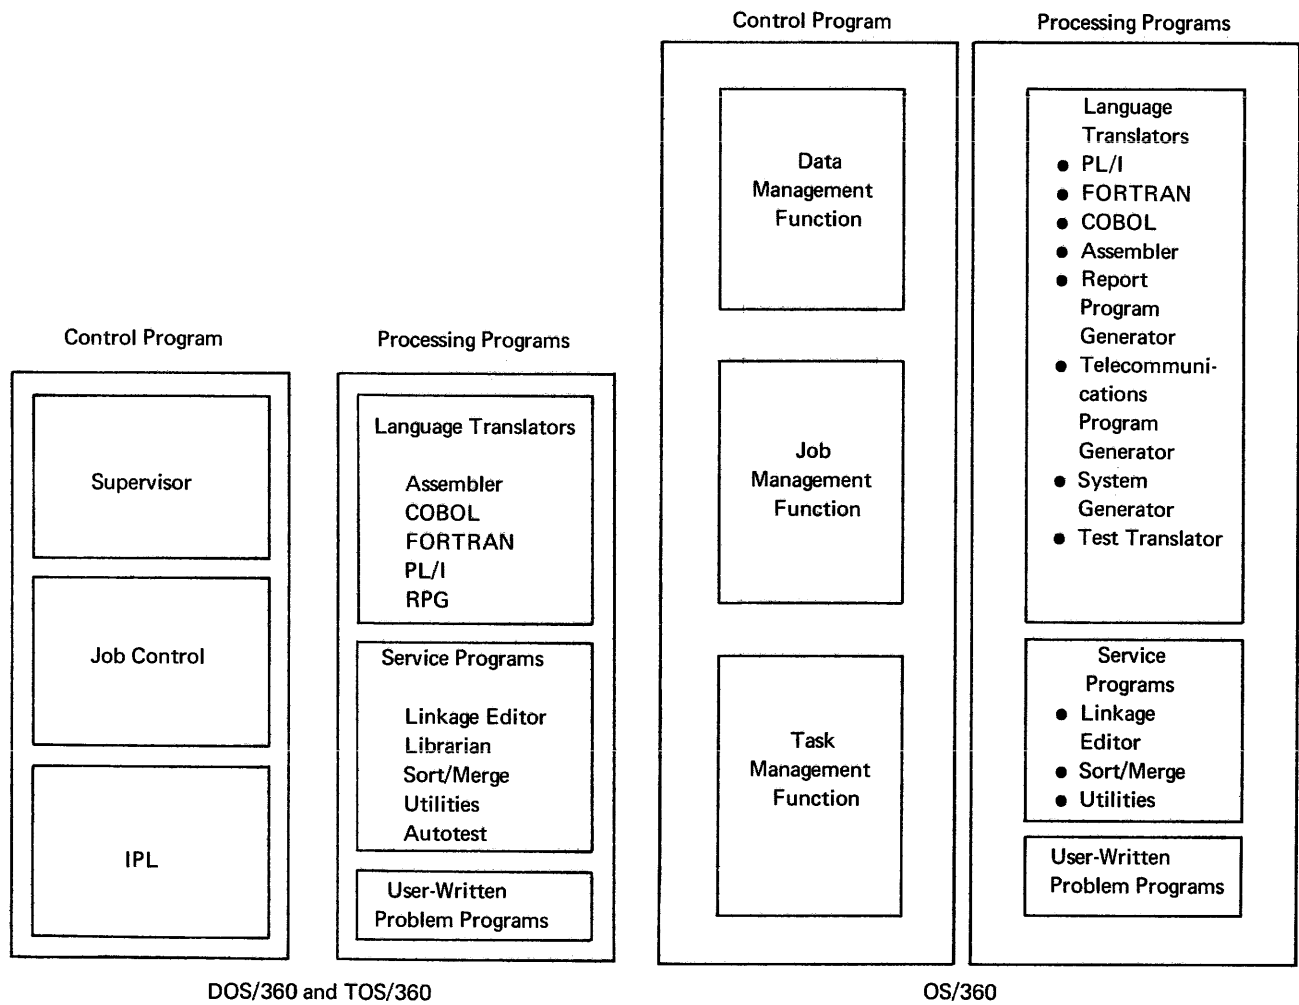 Control Program
Processing Programs
Supervisor
Job Control
IPL
Language Translators
Assembler
COBOL
FORTRAN
PL/I
RPG
Service Programs
Linkage Editor
Librarian
Sort/Merge
Utilities
Autotest
User-Written
Problem Programs
DOS/360 and TOS/360
Control Program
Processing Programs
Data
Management
Function
Job
Management
Function
Task
Management
Function
Language
Translators
● PL/I
● FORTRAN
● COBOL
● Assembler
● Report
Program
Generator
● Telecommuni-
cations
Program
Generator
● System
Generator
● Test Translator
Service
Programs
● Linkage
Editor
● Sort/Merge
● Utilities
User-Written
Problem Programs
OS/360